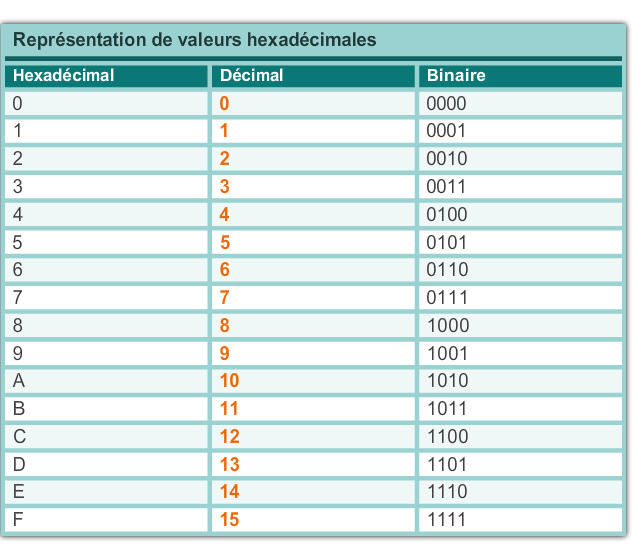 Représentation de valeurs hexadécimales
Hexadécimal Décimal Binaire
0 0 0000
1 1 0001
2 2 0010
3 3 0011
4 4 0100
5 5 0101
6 6 0110
7 7 0111
8 8 1000
9 9 1001
A 10 1010
B 11 1011
C 12 1100
D 13 1101
E 14 1110
F 15 1111